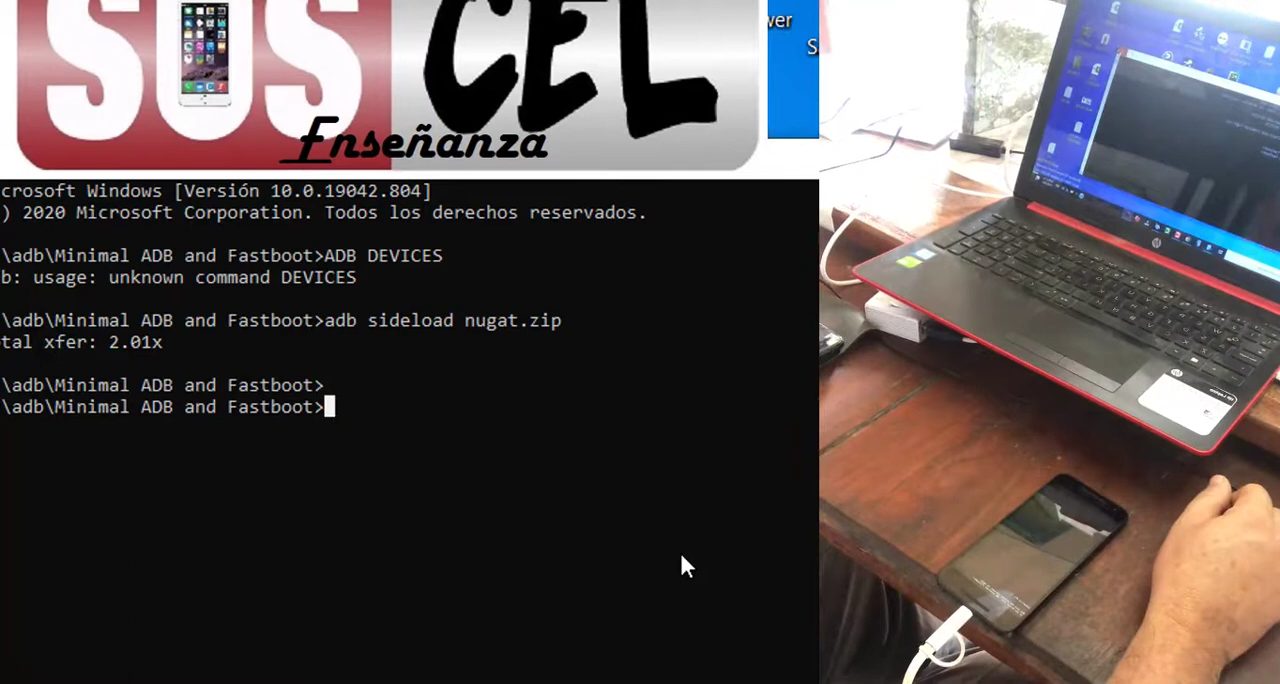 SOS CEL
Enseñanza
wer
S
crosoft Windows [Versión 10.0.19042.804]
) 2020 Microsoft Corporation. Todos los derechos reservados.
\adb\Minimal ADB and Fastboot>ADB DEVICES
b: usage: unknown command DEVICES
\adb\Minimal ADB and Fastboot>adb sideload nugat.zip
tal xfer: 2.01x
\adb\Minimal ADB and Fastboot>
\adb\Minimal ADB and Fastboot>
hp